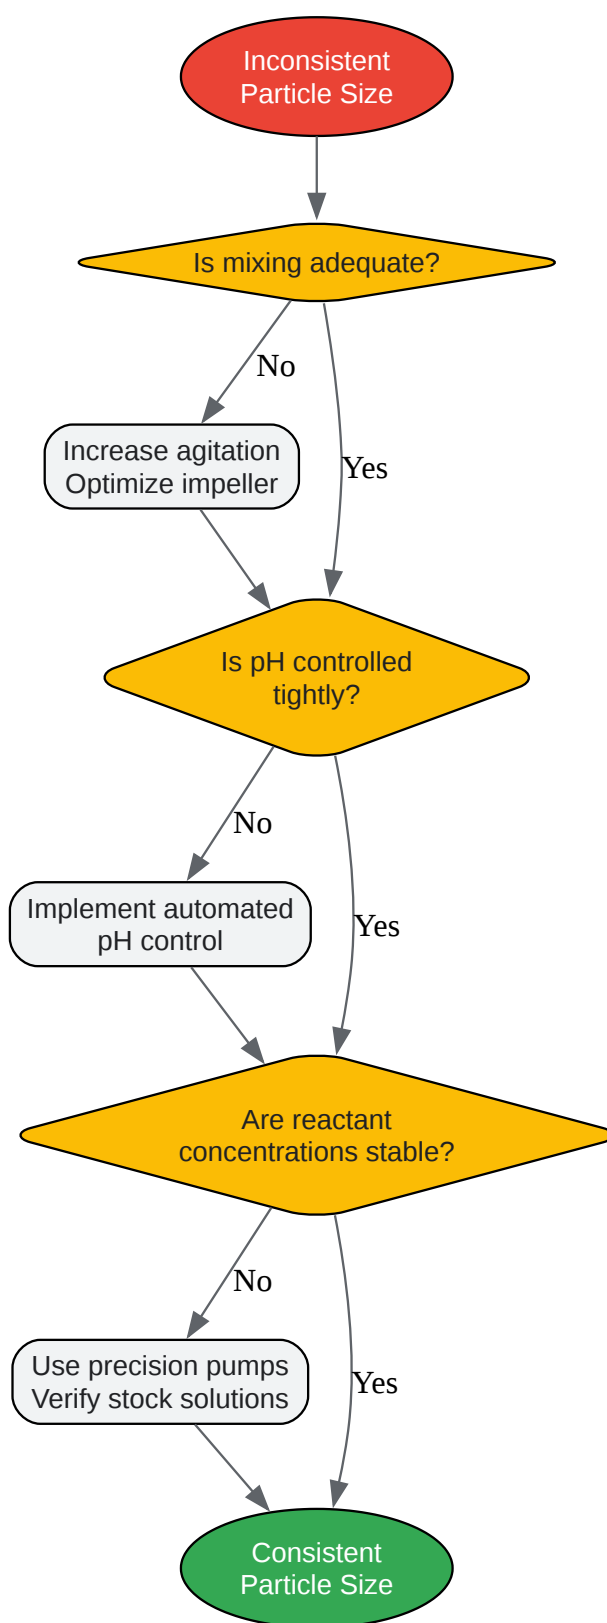 Inconsistent
Particle Size
Is mixing adequate?
No
Increase agitation
Optimize impeller
Yes
Is pH controlled
tightly?
No
Implement automated
pH control
Yes
Are reactant
concentrations stable?
No
Use precision pumps
Verify stock solutions
Yes
Consistent
Particle Size